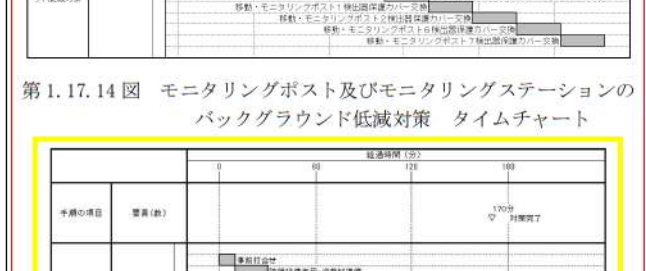 移動・モニタリングポスト1検出器保護カバー交換
移動・モニタリングポスト2検出器保護カバー交換
移動・モニタリングポスト6検出器保護カバー交換
移動・モニタリングポスト7検出器保護カバー交換
第1.17.14図 モニタリングポスト及びモニタリングステーションの
バックグラウンド低減対策 タイムチャート
経過時間（分）
0 60 120 180
手順の項目 要員(数)
170分
▽ 対策完了
事前打合せ